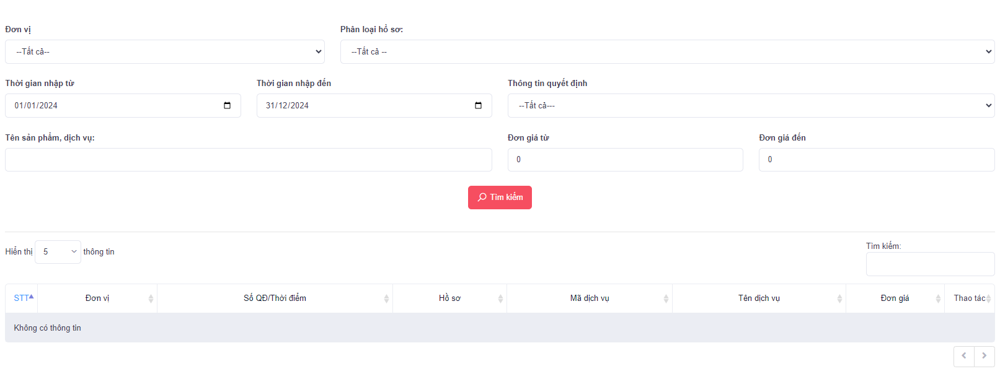 Đơn vị Phân loại hồ sơ:
--Tất cả-- --Tất cả --
Thời gian nhập từ Thời gian nhập đến Thông tin quyết định
01/01/2024 31/12/2024 --Tất cả---
Tên sản phẩm, dịch vụ: Đơn giá từ Đơn giá đến
0 0
Tìm kiếm
Hiển thị 5 thông tin
Tìm kiếm:
STT Đơn vị Số QĐ/Thời điểm Hồ sơ Mã dịch vụ Tên dịch vụ Đơn giá Thao tác
Không có thông tin